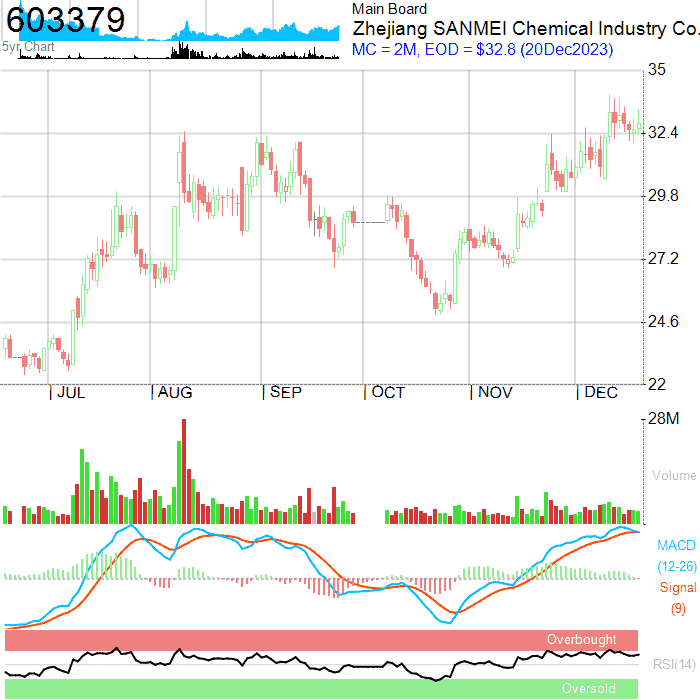 603379
5yr Chart
Main Board
Zhejiang SANMEI Chemical Industry Co.
MC = 2M, EOD = $32.8 (20Dec2023)
35
32.4
29.8
27.2
24.6
22
JUL AUG SEP OCT NOV DEC
28M
Volume
MACD
(12-26)
Signal
(9)
Overbought
RSI(14)
Oversold